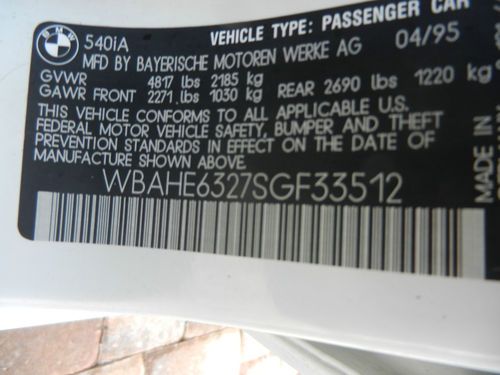 BMW 540iA VEHICLE TYPE: PASSENGER CAR
MFD BY BAYERISCHE MOTOREN WERKE AG 04/95
GVWR 4817 lbs 2185 kg
GAWR FRONT 2271 lbs 1030 kg REAR 2690 lbs 1220 kg
THIS VEHICLE CONFORMS TO ALL APPLICABLE U.S.
FEDERAL MOTOR VEHICLE SAFETY, BUMPER AND THEFT
PREVENTION STANDARDS IN EFFECT ON THE DATE OF
MANUFACTURE SHOWN ABOVE.
WBAHE6327SGF33512
MADE IN